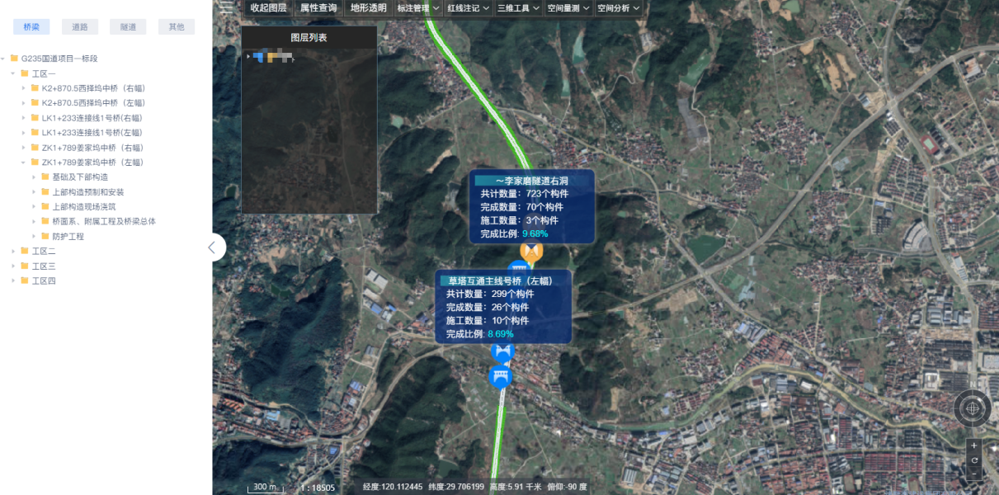 桥梁 道路 隧道 其他
G235国道项目一标段
工区一
K2+870.5西择坞中桥（右幅）
K2+870.5西择坞中桥（左幅）
LK1+233连接线1号桥(右幅)
LK1+233连接线1号桥(左幅)
ZK1+789姜家坞中桥（右幅）
ZK1+789姜家坞中桥（左幅）
基础及下部构造
上部构造预制和安装
上部构造现场浇筑
桥面系、附属工程及桥梁总体
防护工程
工区二
工区三
工区四
收起图层 属性查询 地形透明 标注管理 红线注记 三维工具 空间量测 空间分析
图层列表
～李家磨隧道右洞
共计数量：723个构件
完成数量：70个构件
施工数量：3个构件
完成比例: 9.68%
草塔互通主线号桥（左幅）
共计数量：299个构件
完成数量：26个构件
施工数量：10个构件
完成比例: 8.69%
N
300 m 1 : 18505 经度:120.112445 纬度:29.706199 高度:5.91 千米 俯仰:-90 度